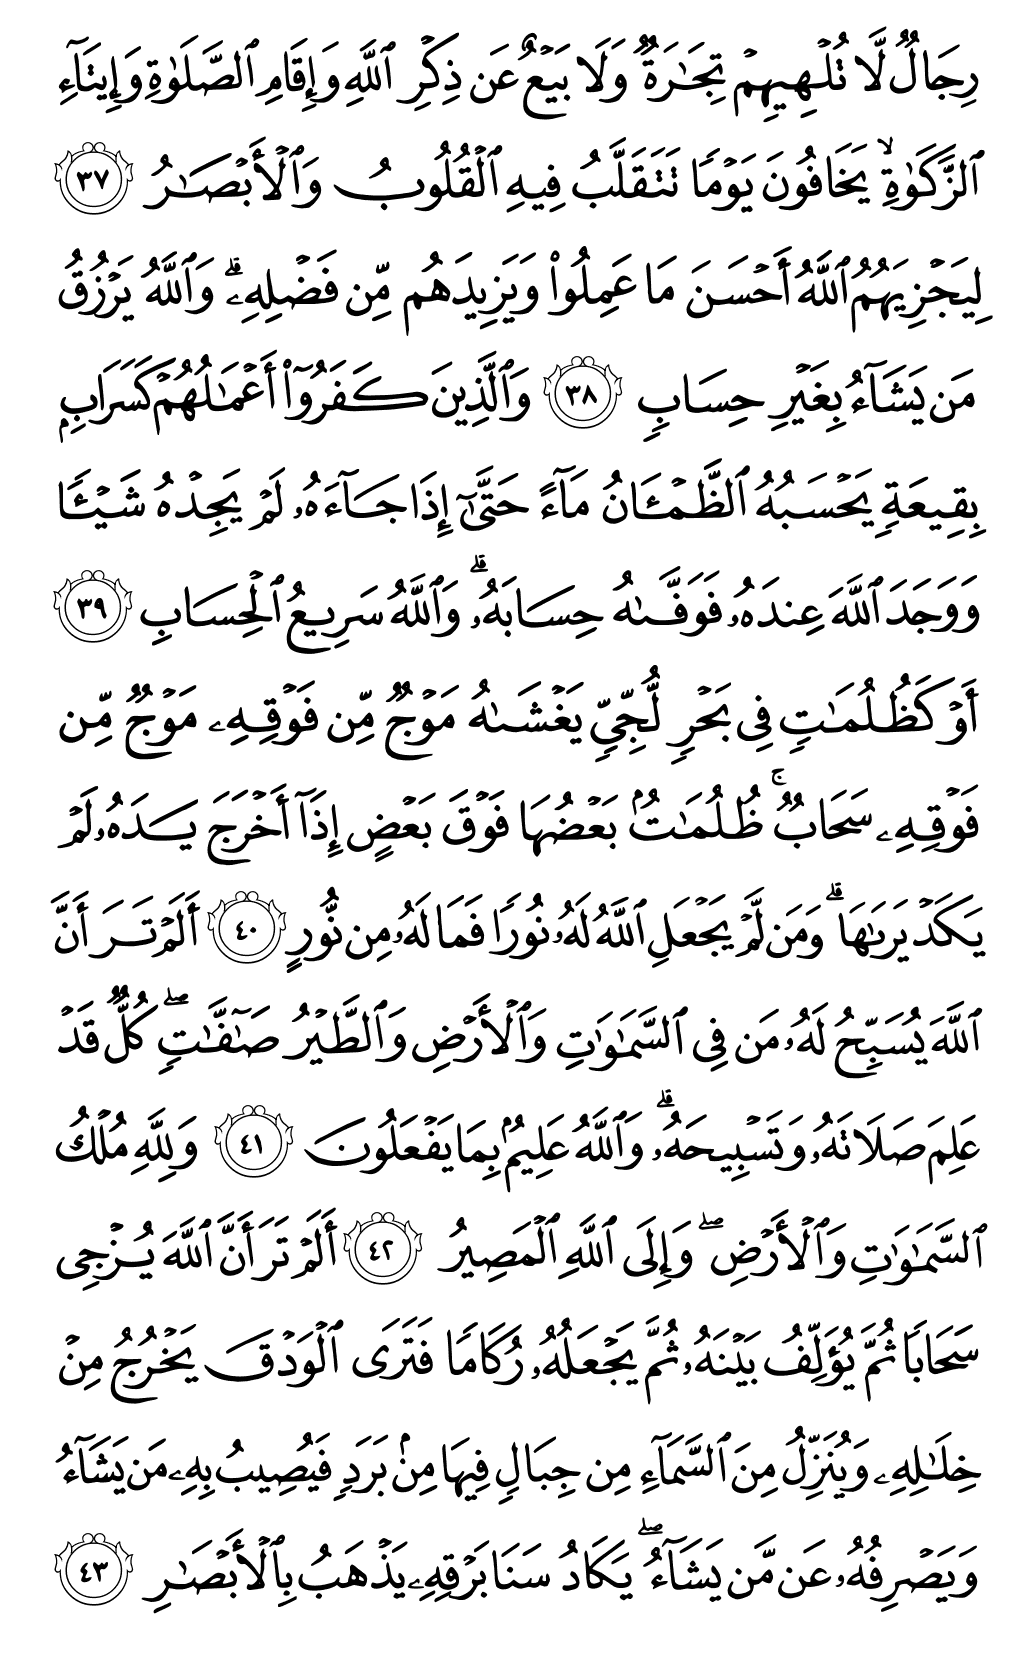 رِجَالٌ لَّا تُلْهِيهِمْ تِجَٰرَةٌ وَلَا بَيْعٌ عَن ذِكْرِ ٱللَّهِ وَإِقَامِ ٱلصَّلَوٰةِ وَإِيتَآءِ
ٱلزَّكَوٰةِ ۙ يَخَافُونَ يَوْمًا تَتَقَلَّبُ فِيهِ ٱلْقُلُوبُ وَٱلْأَبْصَٰرُ ٣٧
لِيَجْزِيَهُمُ ٱللَّهُ أَحْسَنَ مَا عَمِلُوا۟ وَيَزِيدَهُم مِّن فَضْلِهِۦ ۗ وَٱللَّهُ يَرْزُقُ
مَن يَشَآءُ بِغَيْرِ حِسَابٍ ٣٨ وَٱلَّذِينَ كَفَرُوٓا۟ أَعْمَٰلُهُمْ كَسَرَابٍۭ
بِقِيعَةٍ يَحْسَبُهُ ٱلظَّمْـَٔانُ مَآءً حَتَّىٰٓ إِذَا جَآءَهُۥ لَمْ يَجِدْهُ شَيْـًٔا
وَوَجَدَ ٱللَّهَ عِندَهُۥ فَوَفَّىٰهُ حِسَابَهُۥ ۗ وَٱللَّهُ سَرِيعُ ٱلْحِسَابِ ٣٩
أَوْ كَظُلُمَٰتٍ فِى بَحْرٍ لُّجِّىٍّ يَغْشَىٰهُ مَوْجٌ مِّن فَوْقِهِۦ مَوْجٌ مِّن
فَوْقِهِۦ سَحَابٌ ۚ ظُلُمَٰتٌۢ بَعْضُهَا فَوْقَ بَعْضٍ إِذَآ أَخْرَجَ يَدَهُۥ لَمْ
يَكَدْ يَرَىٰهَا ۗ وَمَن لَّمْ يَجْعَلِ ٱللَّهُ لَهُۥ نُورًا فَمَا لَهُۥ مِن نُّورٍ ٤٠ أَلَمْ تَرَ أَنَّ
ٱللَّهَ يُسَبِّحُ لَهُۥ مَن فِى ٱلسَّمَٰوَٰتِ وَٱلْأَرْضِ وَٱلطَّيْرُ صَٰٓفَّٰتٍ ۖ كُلٌّ قَدْ
عَلِمَ صَلَاتَهُۥ وَتَسْبِيحَهُۥ ۗ وَٱللَّهُ عَلِيمٌۢ بِمَا يَفْعَلُونَ ٤١ وَلِلَّهِ مُلْكُ
ٱلسَّمَٰوَٰتِ وَٱلْأَرْضِ ۖ وَإِلَى ٱللَّهِ ٱلْمَصِيرُ ٤٢ أَلَمْ تَرَ أَنَّ ٱللَّهَ يُزْجِى
سَحَابًا ثُمَّ يُؤَلِّفُ بَيْنَهُۥ ثُمَّ يَجْعَلُهُۥ رُكَامًا فَتَرَى ٱلْوَدْقَ يَخْرُجُ مِنْ
خِلَٰلِهِۦ وَيُنَزِّلُ مِنَ ٱلسَّمَآءِ مِن جِبَالٍ فِيهَا مِنۢ بَرَدٍ فَيُصِيبُ بِهِۦ مَن يَشَآءُ
وَيَصْرِفُهُۥ عَن مَّن يَشَآءُ ۖ يَكَادُ سَنَا بَرْقِهِۦ يَذْهَبُ بِٱلْأَبْصَٰرِ ٤٣